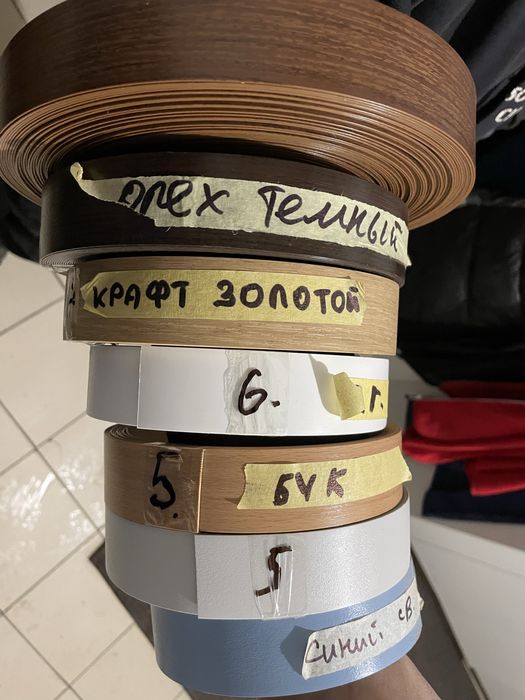 орех темный
КРАФТ ЗОЛОТОЙ
6.
г.
5.
БУК
5
синий св